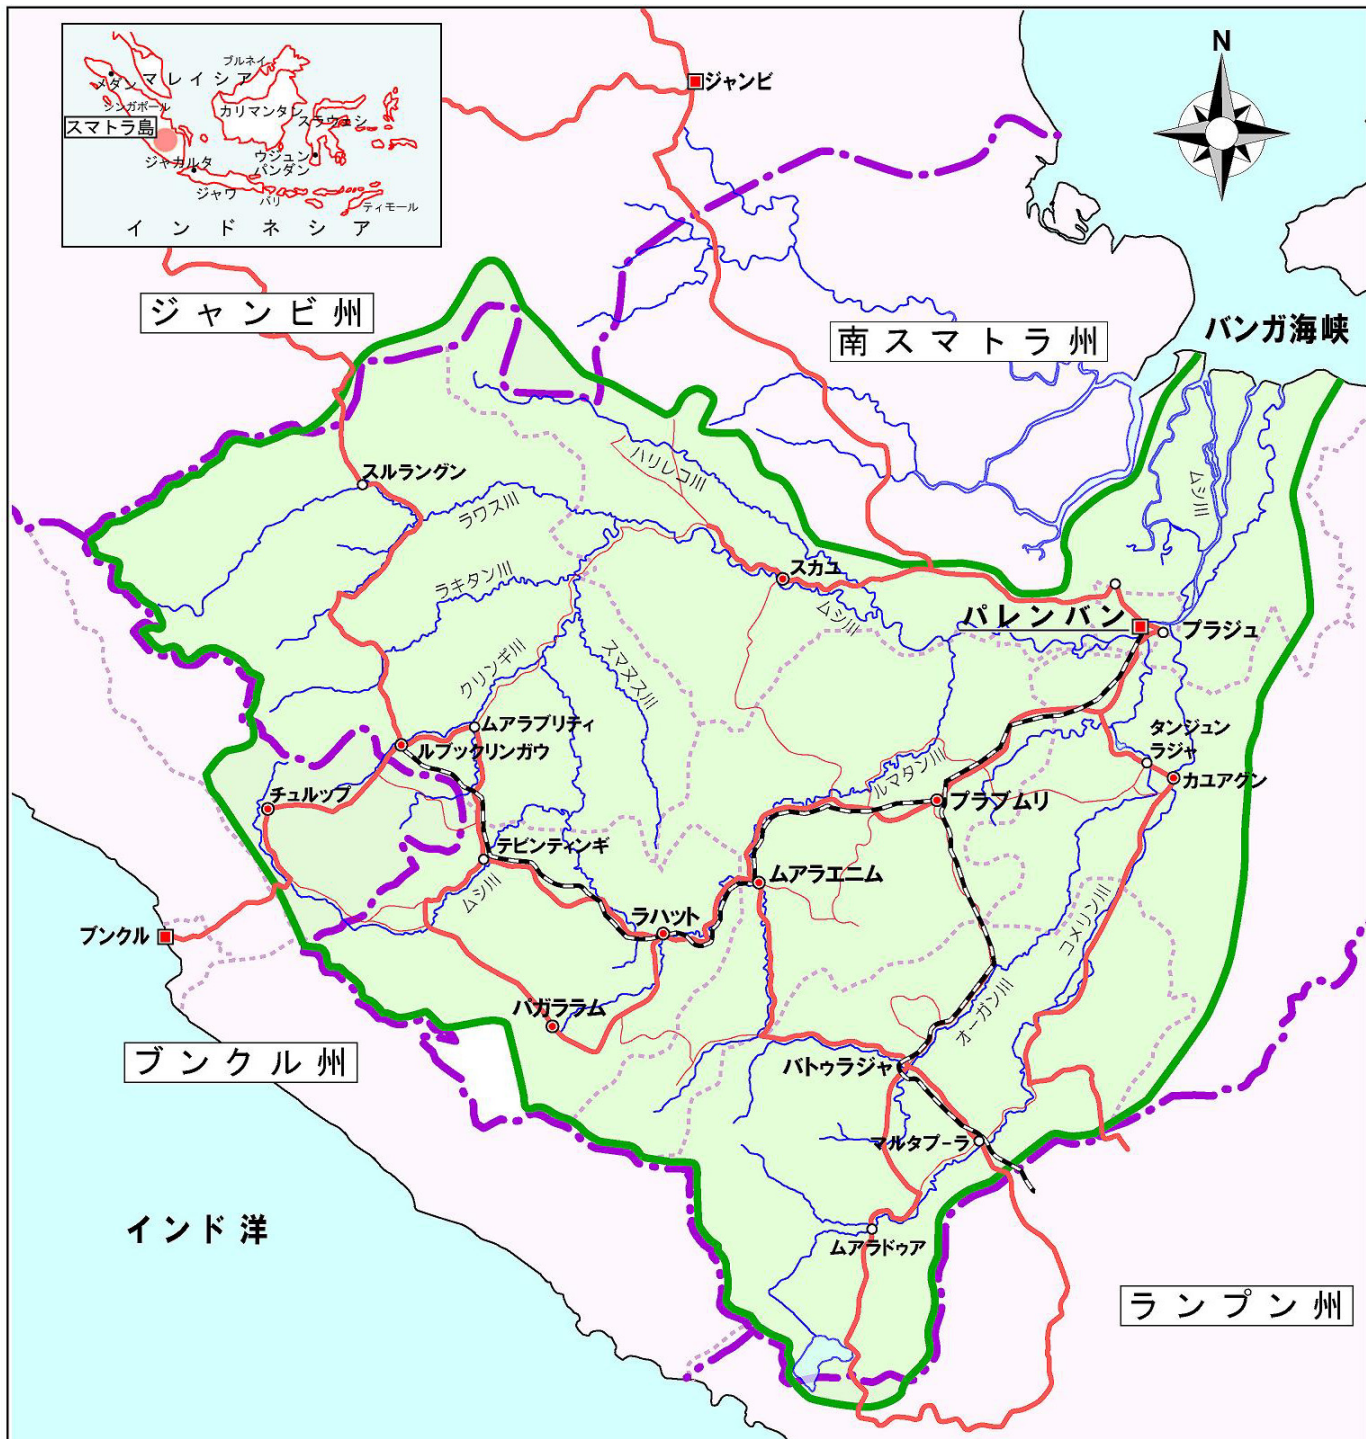 ブルネイ
マレイシア
メダン
シンガポール
カリマンタン
スラウェシ
スマトラ島
ジャカルタ
ウジュン
パンダン
ジャワ
バリ
ティモール
インドネシア
ジャンビ
N
ジャンビ州
南スマトラ州
バンガ海峡
スルラングン
ハリレコ川
ラワス川
ムシ川
スカユ
ラキタン川
ムシ川
パレンバン
プラジュ
クリンギ川
スマヌス川
ムアラブリティ
ルブックリンガウ
タンジュン
ラジャ
カユアグン
ルマタン川
チュルップ
プラブムリ
テビンティンギ
ムアラエニム
ムシ川
ラハット
コメリン川
ブンクル
パガララム
オーガン川
バトゥラジャ
ブンクル州
マルタプーラ
インド洋
ムアラドゥア
ランプン州